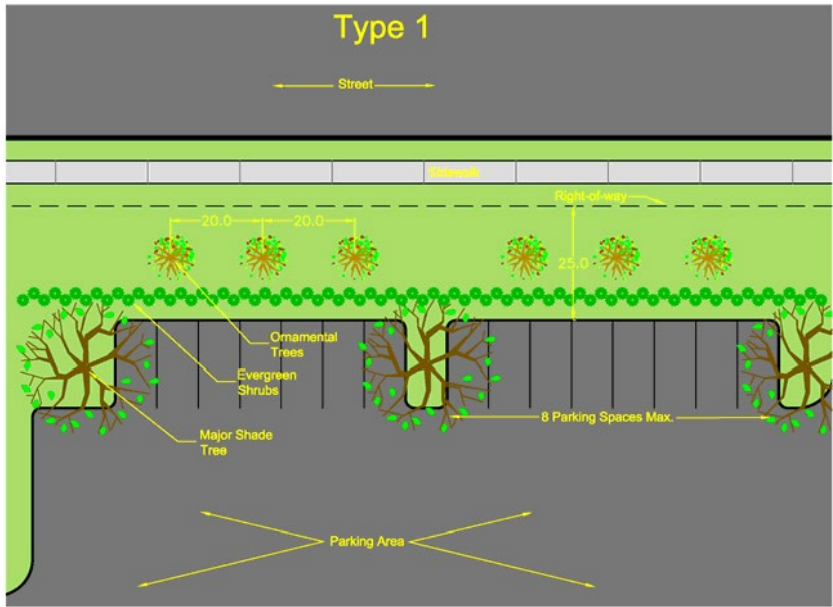 Type 1
Street
Sidewalk
Right-of-way
20.0
20.0
25.0
Ornamental
Trees
Evergreen
Shrubs
8 Parking Spaces Max.
Major Shade
Tree
Parking Area